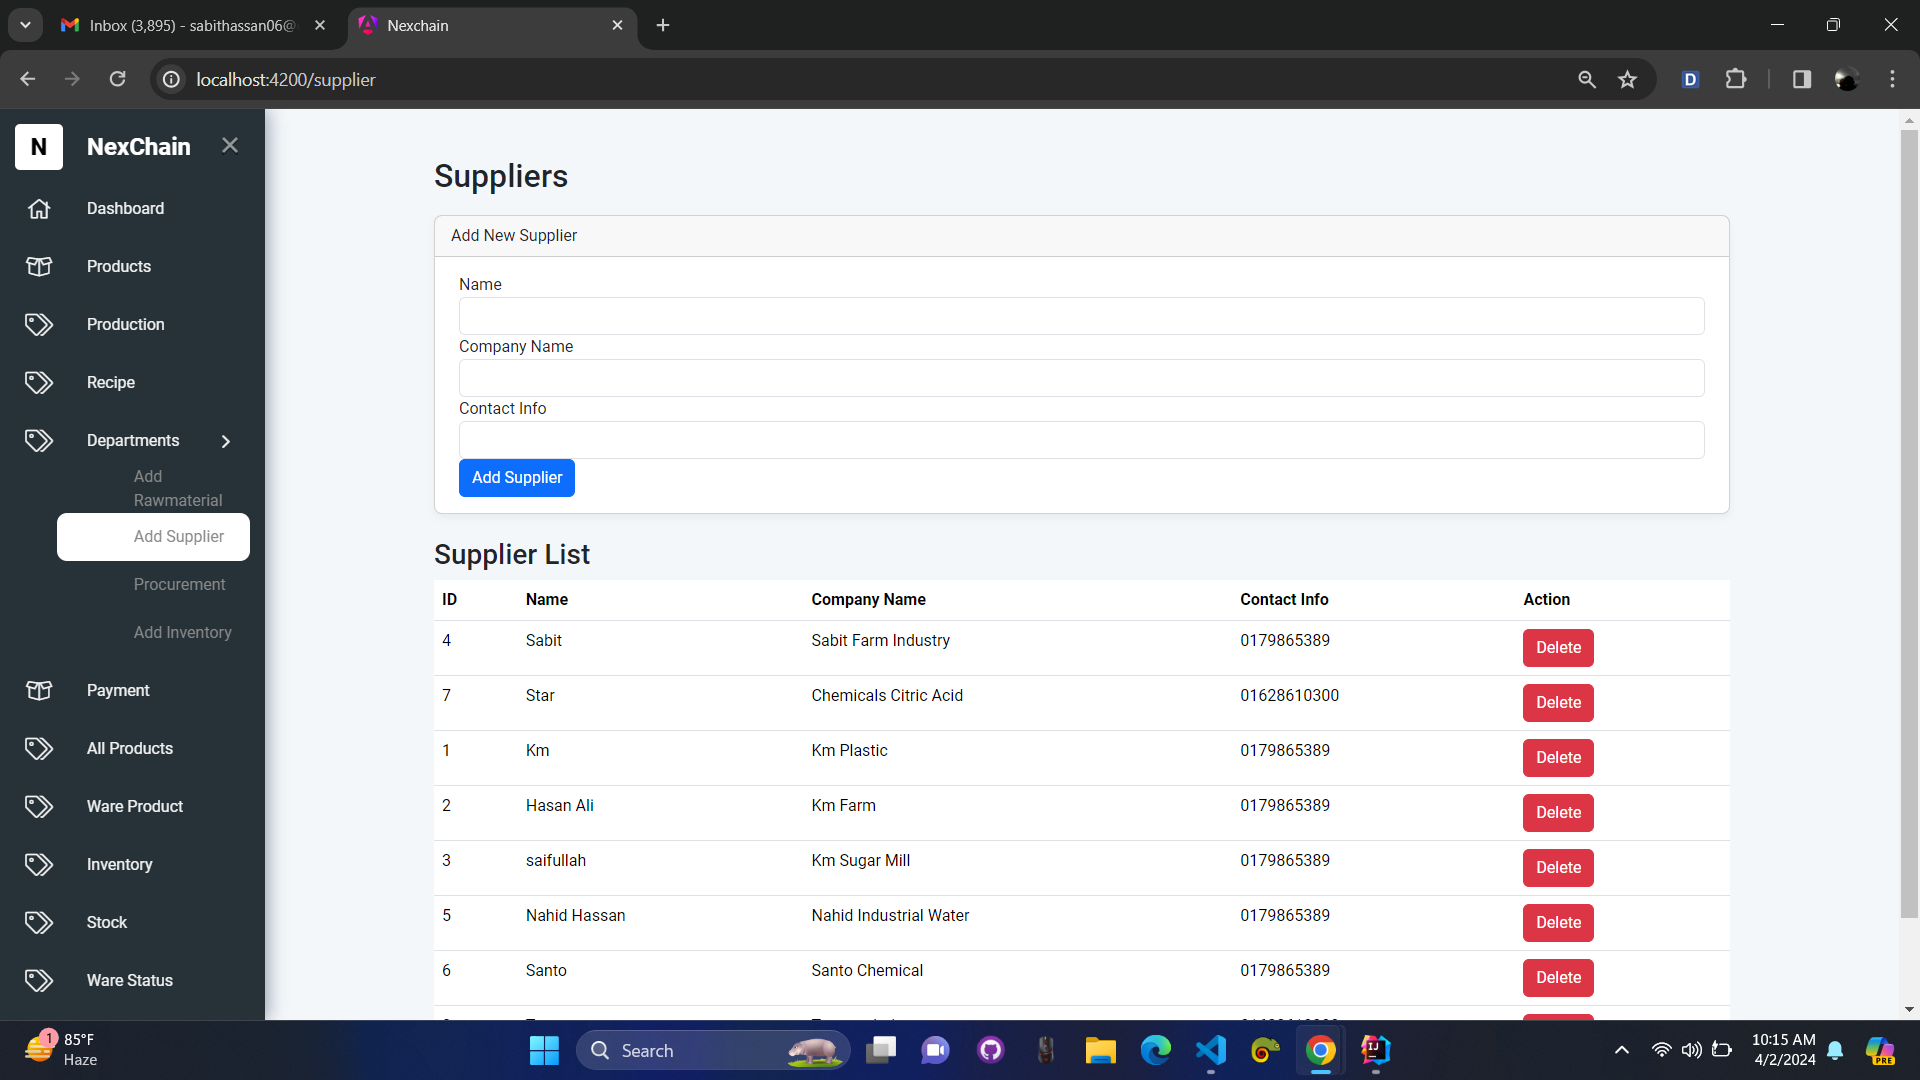 Inbox (3,895) - sabithassan06@
Nexchain
localhost:4200/supplier
D
N
NexChain
Dashboard
Products
Production
Recipe
Departments
Add
Rawmaterial
Add Supplier
Procurement
Add Inventory
Payment
All Products
Ware Product
Inventory
Stock
Ware Status
Suppliers
Add New Supplier
Name
Company Name
Contact Info
Add Supplier
Supplier List
ID Name Company Name Contact Info Action
4 Sabit Sabit Farm Industry 0179865389 Delete
7 Star Chemicals Citric Acid 01628610300 Delete
1 Km Km Plastic 0179865389 Delete
2 Hasan Ali Km Farm 0179865389 Delete
3 saifullah Km Sugar Mill 0179865389 Delete
5 Nahid Hassan Nahid Industrial Water 0179865389 Delete
6 Santo Santo Chemical 0179865389 Delete
1
85°F
Haze
Search
IJ
10:15 AM
4/2/2024
PRE